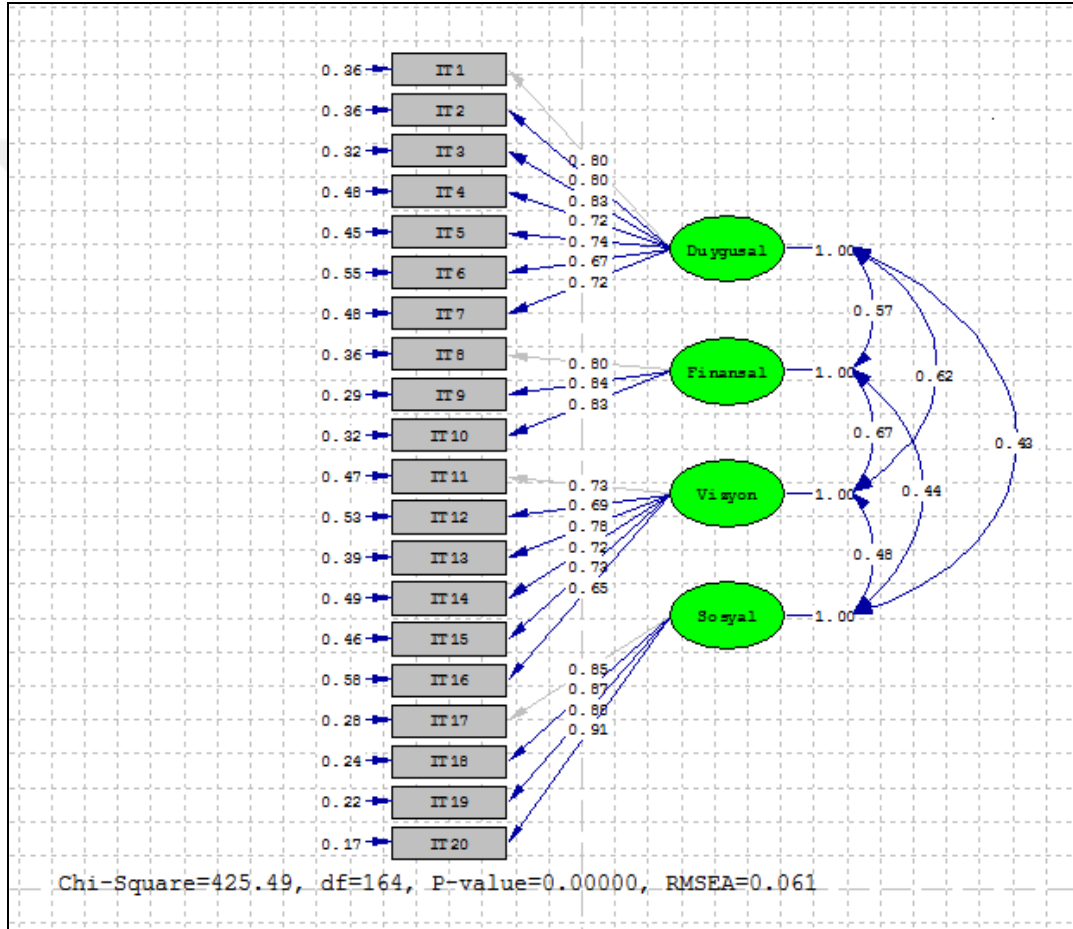 0.36 IT1
0.36 IT2
0.32 IT3
0.48 IT4
0.45 IT5
0.55 IT6
0.48 IT7
0.36 IT8
0.29 IT9
0.32 IT10
0.47 IT11
0.53 IT12
0.39 IT13
0.49 IT14
0.46 IT15
0.58 IT16
0.28 IT17
0.24 IT18
0.22 IT19
0.17 IT20
0.80
0.80
0.83
0.72
0.74
0.67
0.72
0.80
0.84
0.83
0.73
0.69
0.78
0.72
0.73
0.65
0.85
0.87
0.88
0.91
Duygusal 1.00
Finansal 1.00
Visyon 1.00
Sosyal 1.00
0.57
0.62
0.67
0.43
0.44
0.48
Chi-Square=425.49, df=164, P-value=0.00000, RMSEA=0.061